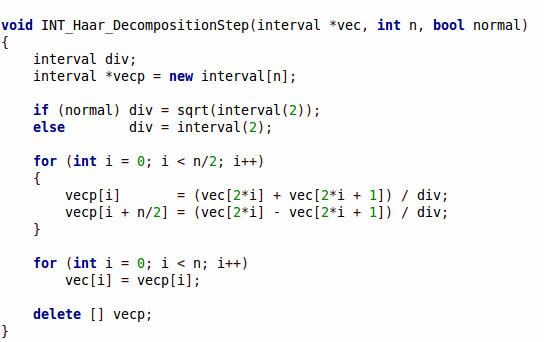 void INT_Haar_DecompositionStep(interval *vec, int n, bool normal)
{
    interval div;
    interval *vecp = new interval[n];

    if (normal) div = sqrt(interval(2));
    else        div = interval(2);

    for (int i = 0; i < n/2; i++)
    {
        vecp[i]       = (vec[2*i] + vec[2*i + 1]) / div;
        vecp[i + n/2] = (vec[2*i] - vec[2*i + 1]) / div;
    }

    for (int i = 0; i < n; i++)
        vec[i] = vecp[i];

    delete [] vecp;
}